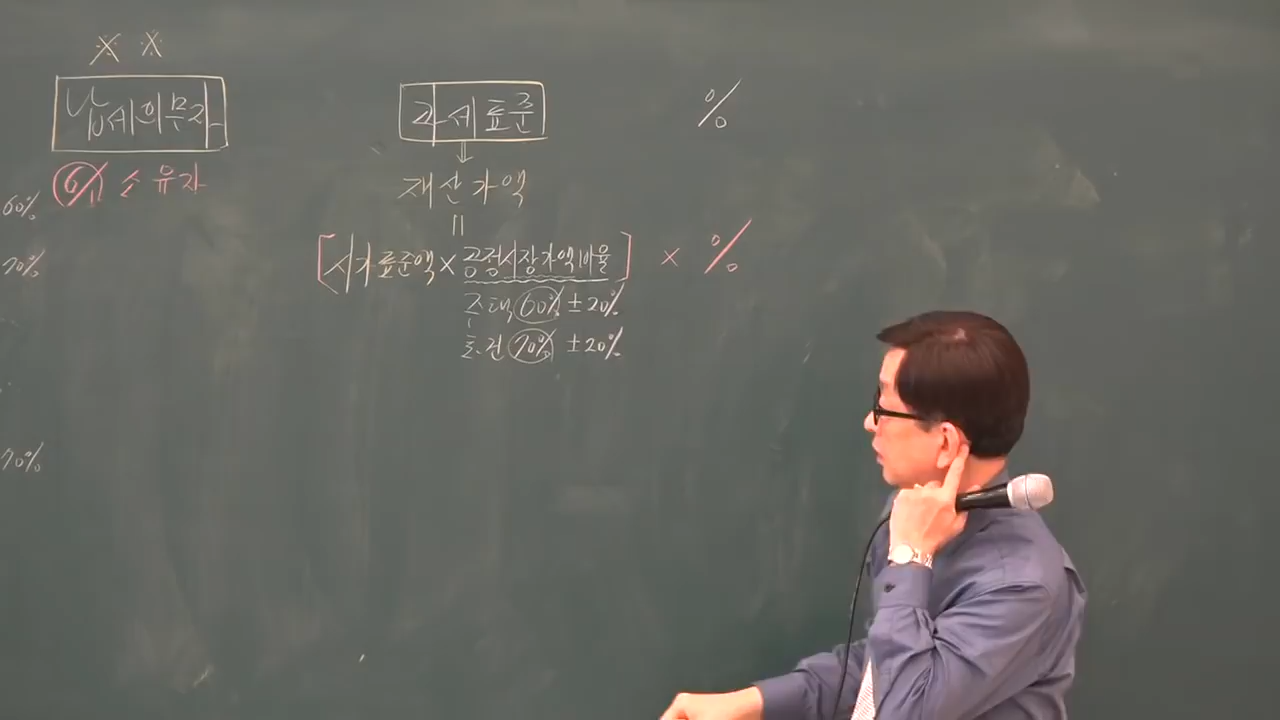 ※ ※
납세의무자
6/1 소유자
60%
70%
70%
과세표준
%
↓
재산가액
=
[시가표준액 × 공정시장가액비율] × %
주택 60% ± 20%
토·건 70% ± 20%